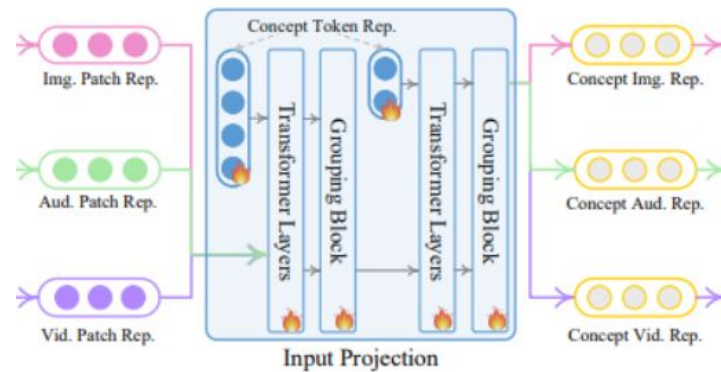 Concept Token Rep.
Img. Patch Rep.
Aud. Patch Rep.
Vid. Patch Rep.
Transformer Layers
Grouping Block
Transformer Layers
Grouping Block
Concept Img. Rep.
Concept Aud. Rep.
Concept Vid. Rep.
Input Projection